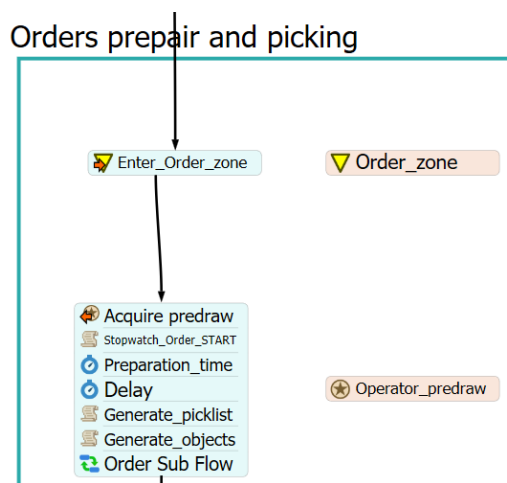 Orders prepair and picking
Enter_Order_zone
Order_zone
Acquire predraw
Stopwatch_Order_START
Preparation_time
Delay
Generate_picklist
Generate_objects
Order Sub Flow
Operator_predraw